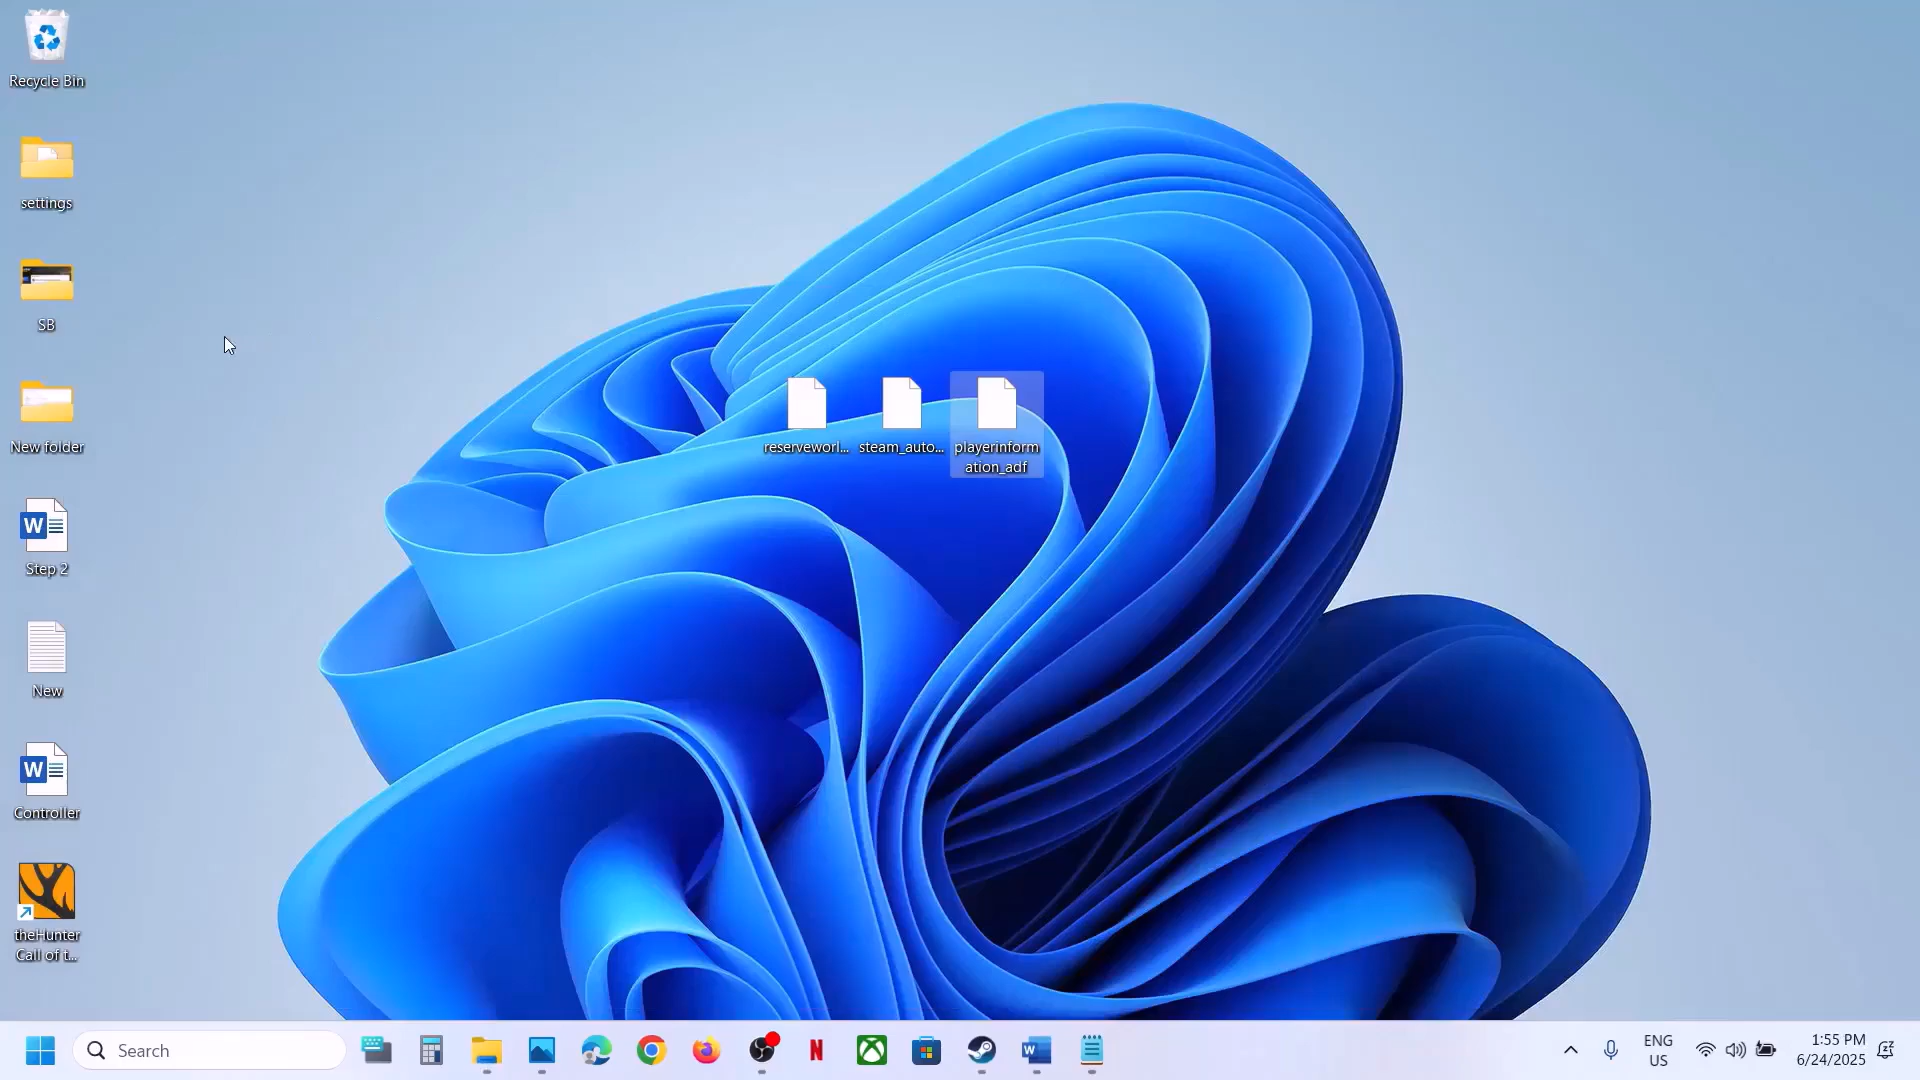 Recycle Bin
settings
SB
New folder
Step 2
New
Controller
theHunter
Call of t...
reserveworl...
steam_auto...
playerinform
ation_adf
Search
ENG
US
1:55 PM
6/24/2025